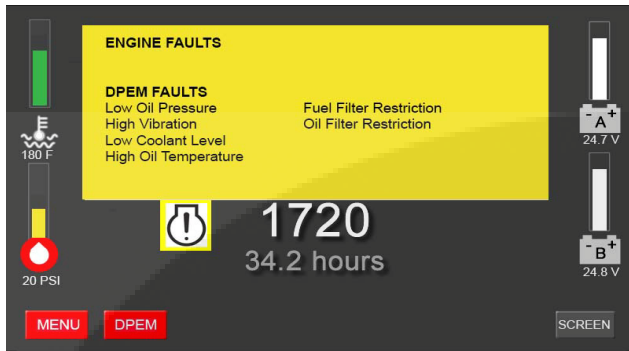 ENGINE FAULTS
DPEM FAULTS
Low Oil Pressure Fuel Filter Restriction
High Vibration Oil Filter Restriction
Low Coolant Level
High Oil Temperature
180 F
- A +
24.7 V
1720
34.2 hours
20 PSI
- B +
24.8 V
MENU DPEM SCREEN